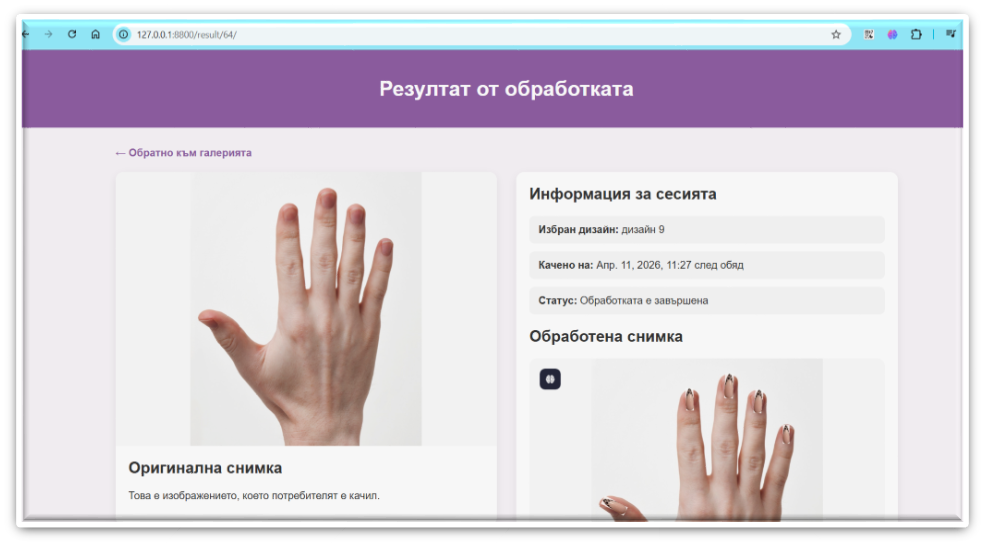 127.0.0.1:8800/result/64/
Резултат от обработката
← Обратно към галерията
Оригинална снимка
Това е изображението, което потребителят е качил.
Информация за сесията
Избран дизайн: дизайн 9
Качено на: Апр. 11, 2026, 11:27 след обяд
Статус: Обработката е завършена
Обработена снимка